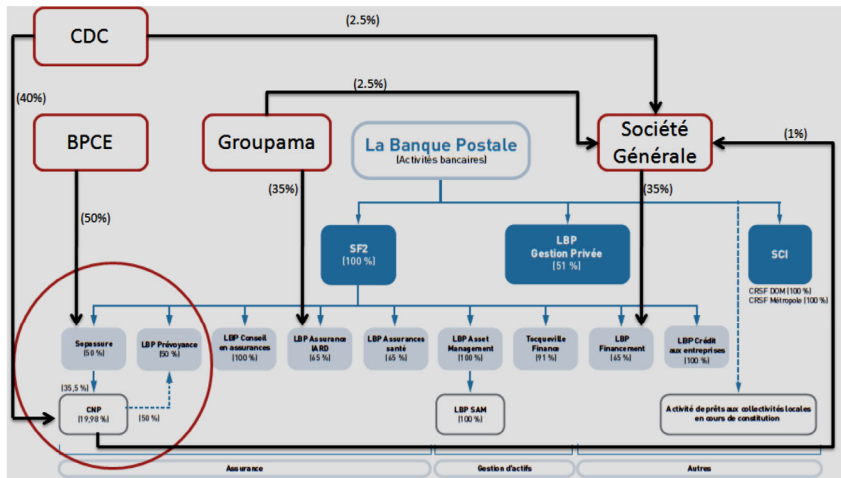 CDC
(2.5%)
(2.5%)
(40%)
BPCE
Groupama
La Banque Postale
(Activités bancaires)
Société
Générale
(1%)
(50%)
(35%)
(35%)
SF2
(100 %)
LBP
Gestion Privée
(51 %)
SCI
CRSF DOM (100 %)
CRSF Métropole (100 %)
Sopassure
(50 %)
LBP Prévoyance
(50 %)
LBP Conseil
en assurances
(100 %)
LBP Assurance
IARD
(65 %)
LBP Assurances
santé
(65 %)
LBP Asset
Management
(100 %)
Tocqueville
Finance
(91 %)
LBP
Financement
(65 %)
LBP Crédit
aux entreprises
(100 %)
(35,5 %)
CNP
(19,98 %)
(50 %)
LBP SAM
(100 %)
Activité de prêts aux collectivités locales
en cours de constitution
Assurance
Gestion d'actifs
Autres